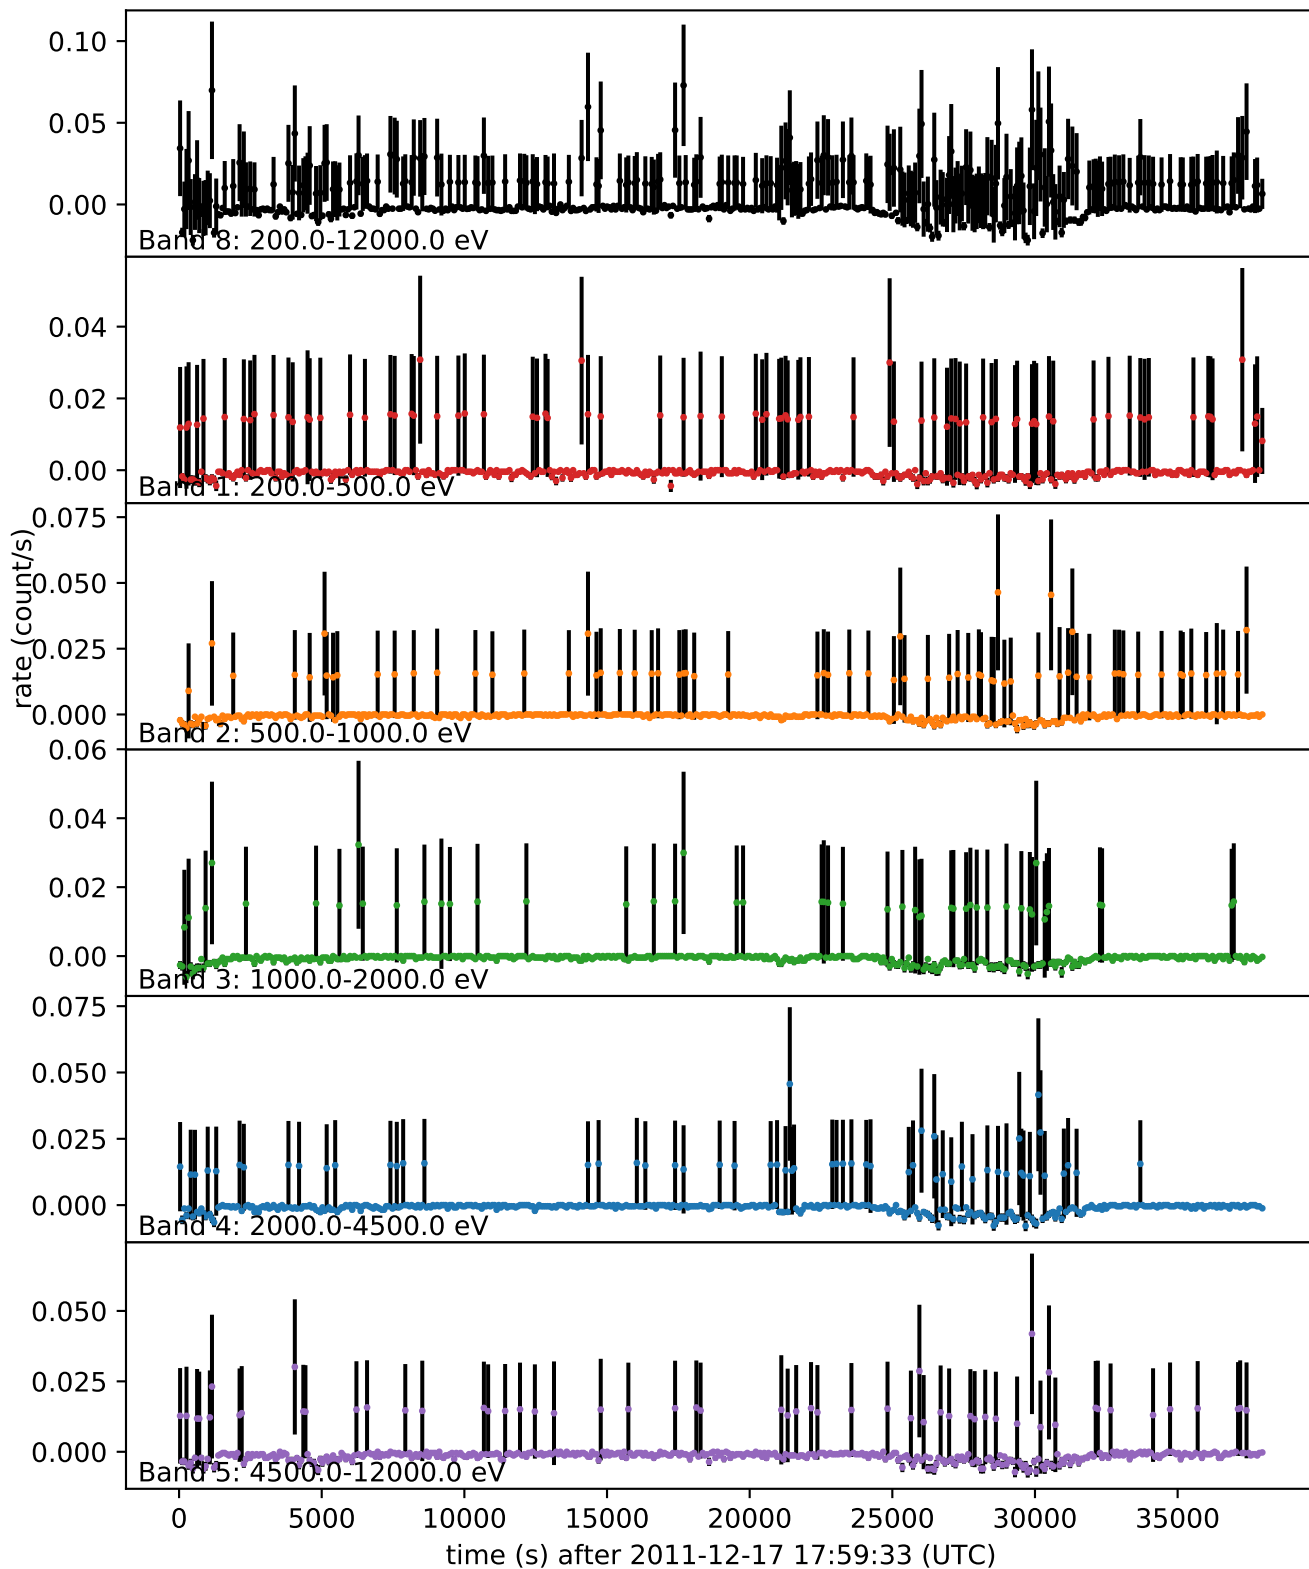 0.10
0.05
0.00
Band 8: 200.0-12000.0 eV
0.04
0.02
0.00
Band 1: 200.0-500.0 eV
rate (count/s)
0.075
0.050
0.025
0.000
Band 2: 500.0-1000.0 eV
0.06
0.04
0.02
0.00
Band 3: 1000.0-2000.0 eV
0.075
0.050
0.025
0.000
Band 4: 2000.0-4500.0 eV
0.050
0.025
0.000
Band 5: 4500.0-12000.0 eV
0 5000 10000 15000 20000 25000 30000 35000
time (s) after 2011-12-17 17:59:33 (UTC)